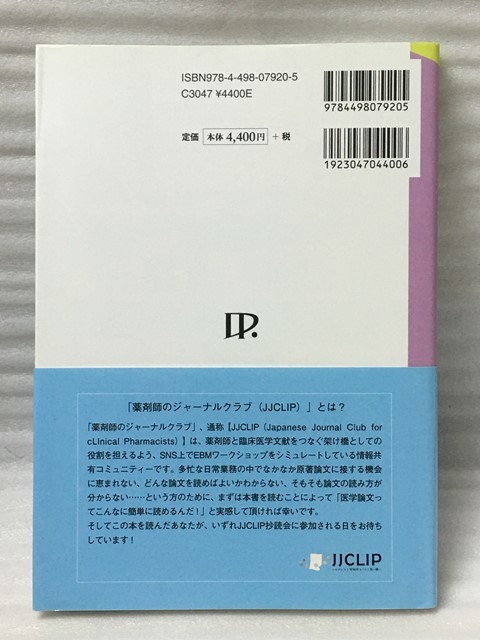 ISBN978-4-498-07920-5
C3047 ¥4400E
定価 本体 4,400円 + 税
9784498079205
1923047044006
「薬剤師のジャーナルクラブ(JJCLIP)」とは?
「薬剤師のジャーナルクラブ」、通称【JJCLIP(Japanese Journal Club for
cLInical Pharmacists)】は、薬剤師と臨床医学文献をつなぐ架け橋としての
役割を担えるよう、SNS上でEBMワークショップをシミュレートしている情報共
有コミュニティーです。多忙な日常業務の中でなかなか原著論文に接する機会
に恵まれない、どんな論文を読めばよいかわからない、そもそも論文の読み方が
分からない……という方のために、まずは本書を読むことによって「医学論文っ
てこんなに簡単に読めるんだ!」と実感して頂ければ幸いです。
そしてこの本を読んだあなたが、いずれJJCLIP抄読会に参加される日をお待ち
しています!
JJCLIP